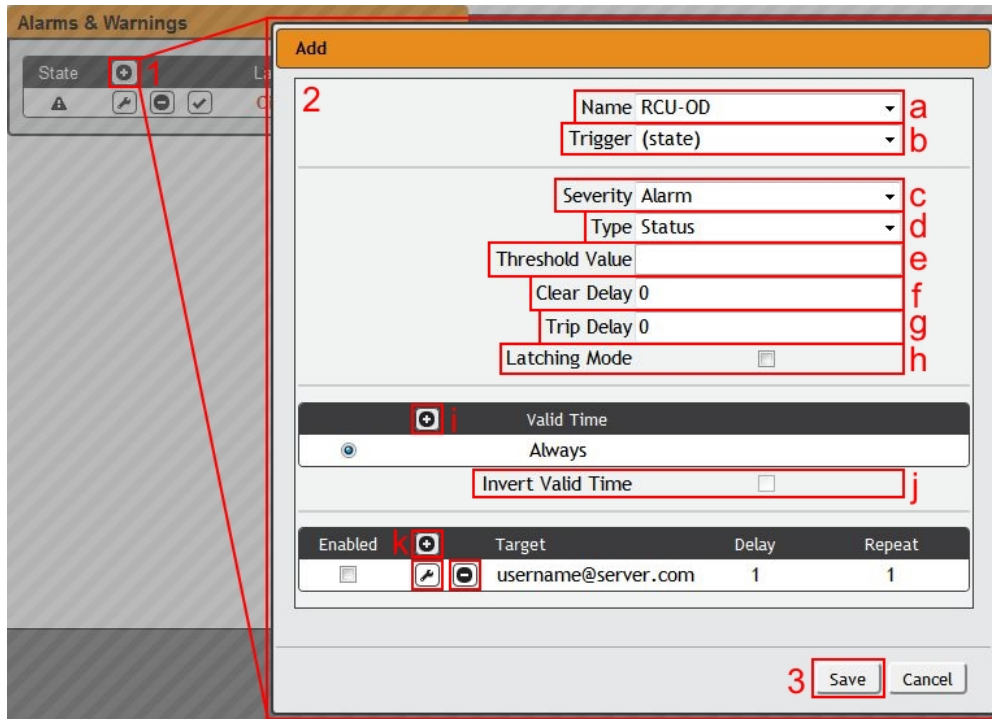 Alarms & Warnings
State 1 La
Add
2
Name RCU-OD a
Trigger (state) b
Severity Alarm c
Type Status d
Threshold Value e
Clear Delay 0 f
Trip Delay 0 g
Latching Mode h
i Valid Time
Always
Invert Valid Time j
Enabled k Target Delay Repeat
username@server.com 1 1
3 Save Cancel